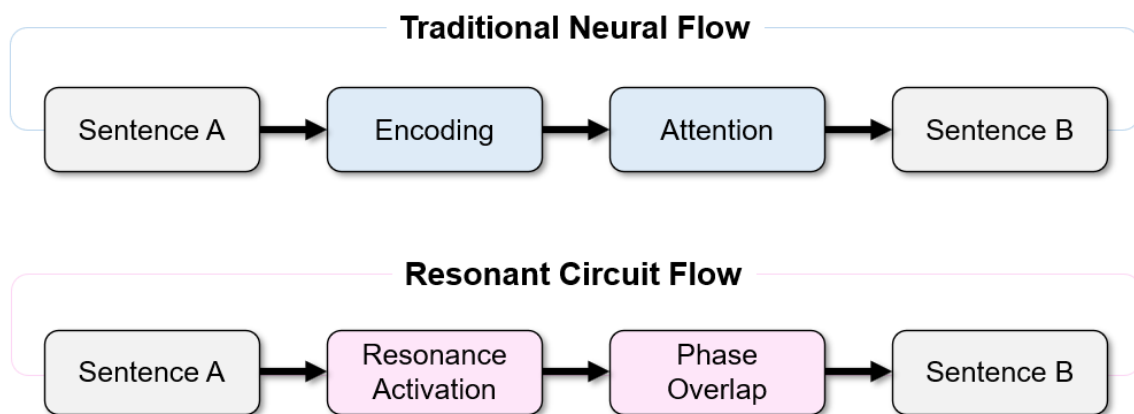 Traditional Neural Flow
Sentence A
Encoding
Attention
Sentence B
Resonant Circuit Flow
Sentence A
Resonance
Activation
Phase
Overlap
Sentence B